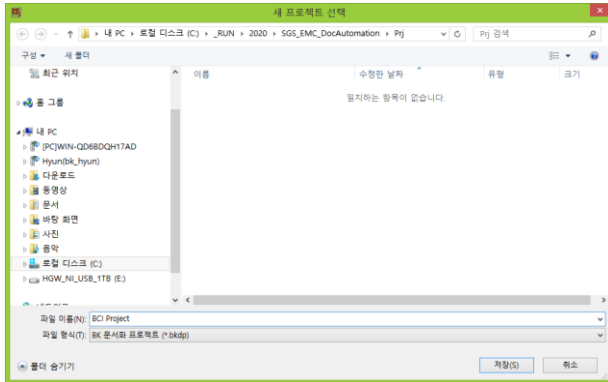 새 프로젝트 선택
내 PC › 로컬 디스크 (C:) › _RUN › 2020 › SGS_EMC_DocAutomation › Prj
Prj 검색
구성 새 폴더
최근 위치
이름 수정한 날짜 유형 크기
일치하는 항목이 없습니다.
홈 그룹
내 PC
[PC]WIN-QD6BDQH17AD
Hyun(bk_hyun)
다운로드
동영상
문서
바탕 화면
사진
음악
로컬 디스크 (C:)
HGW_NI_USB_1TB (E:)
파일 이름(N): BCI Project
파일 형식(T): BK 문서화 프로젝트 (*.bkdp)
폴더 숨기기
저장(S) 취소